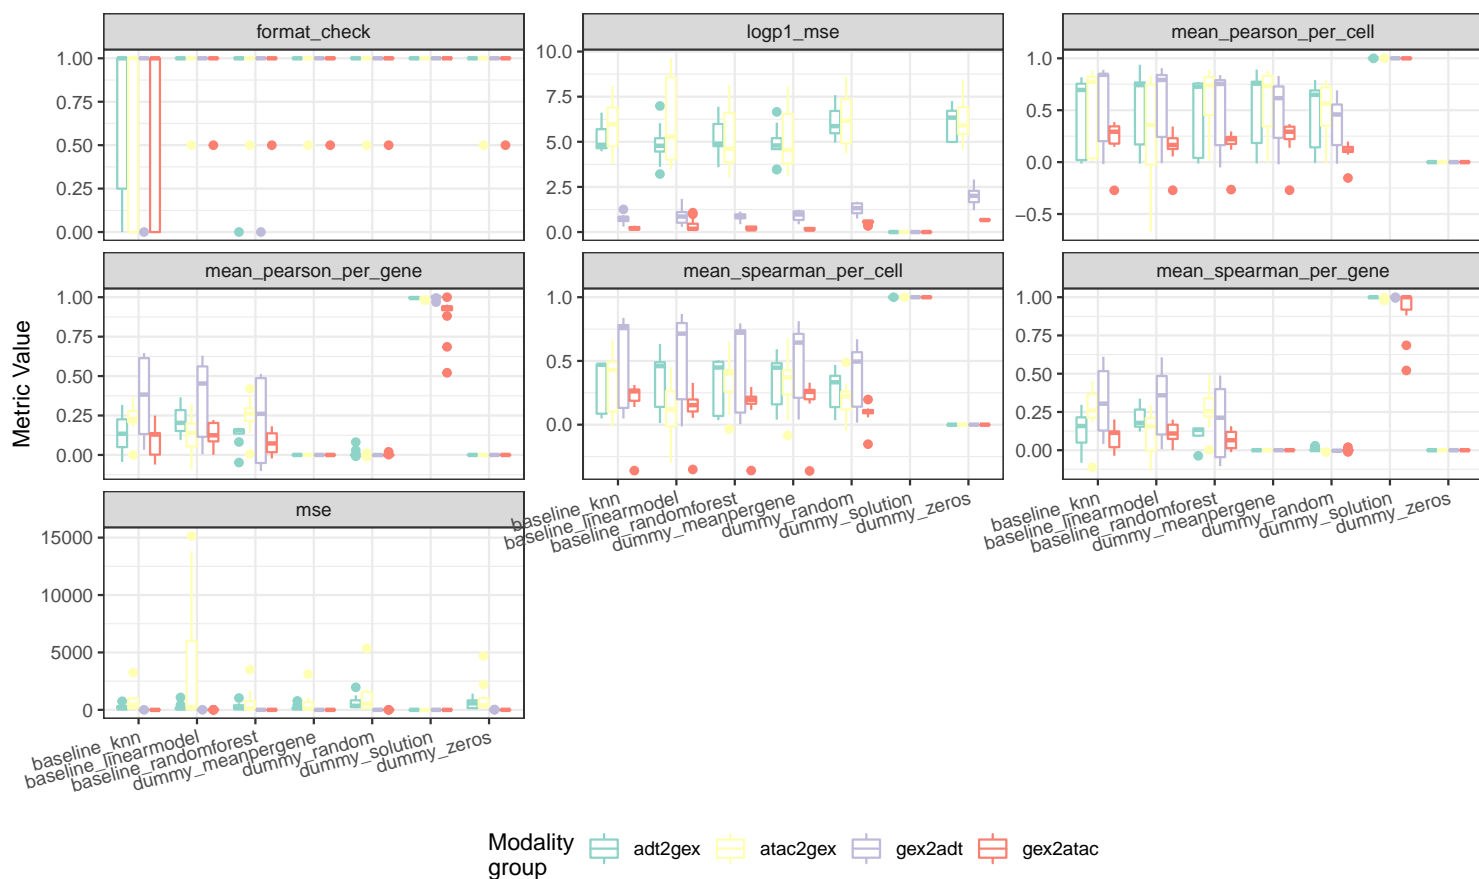 format_check
logp1_mse
mean_pearson_per_cell
1.00
0.75
0.50
0.25
0.00
10.0
7.5
5.0
2.5
0.0
1.0
0.5
0.0
−0.5
mean_pearson_per_gene
mean_spearman_per_cell
mean_spearman_per_gene
1.00
0.75
0.50
0.25
0.00
1.0
0.5
0.0
1.00
0.75
0.50
0.25
0.00
Metric Value
baseline_knn
baseline_linearmodel
baseline_randomforest
dummy_meanpergene
dummy_random
dummy_solution
dummy_zeros
baseline_knn
baseline_linearmodel
baseline_randomforest
dummy_meanpergene
dummy_random
dummy_solution
dummy_zeros
mse
15000
10000
5000
0
baseline_knn
baseline_linearmodel
baseline_randomforest
dummy_meanpergene
dummy_random
dummy_solution
dummy_zeros
Modality
group
adt2gex
atac2gex
gex2adt
gex2atac